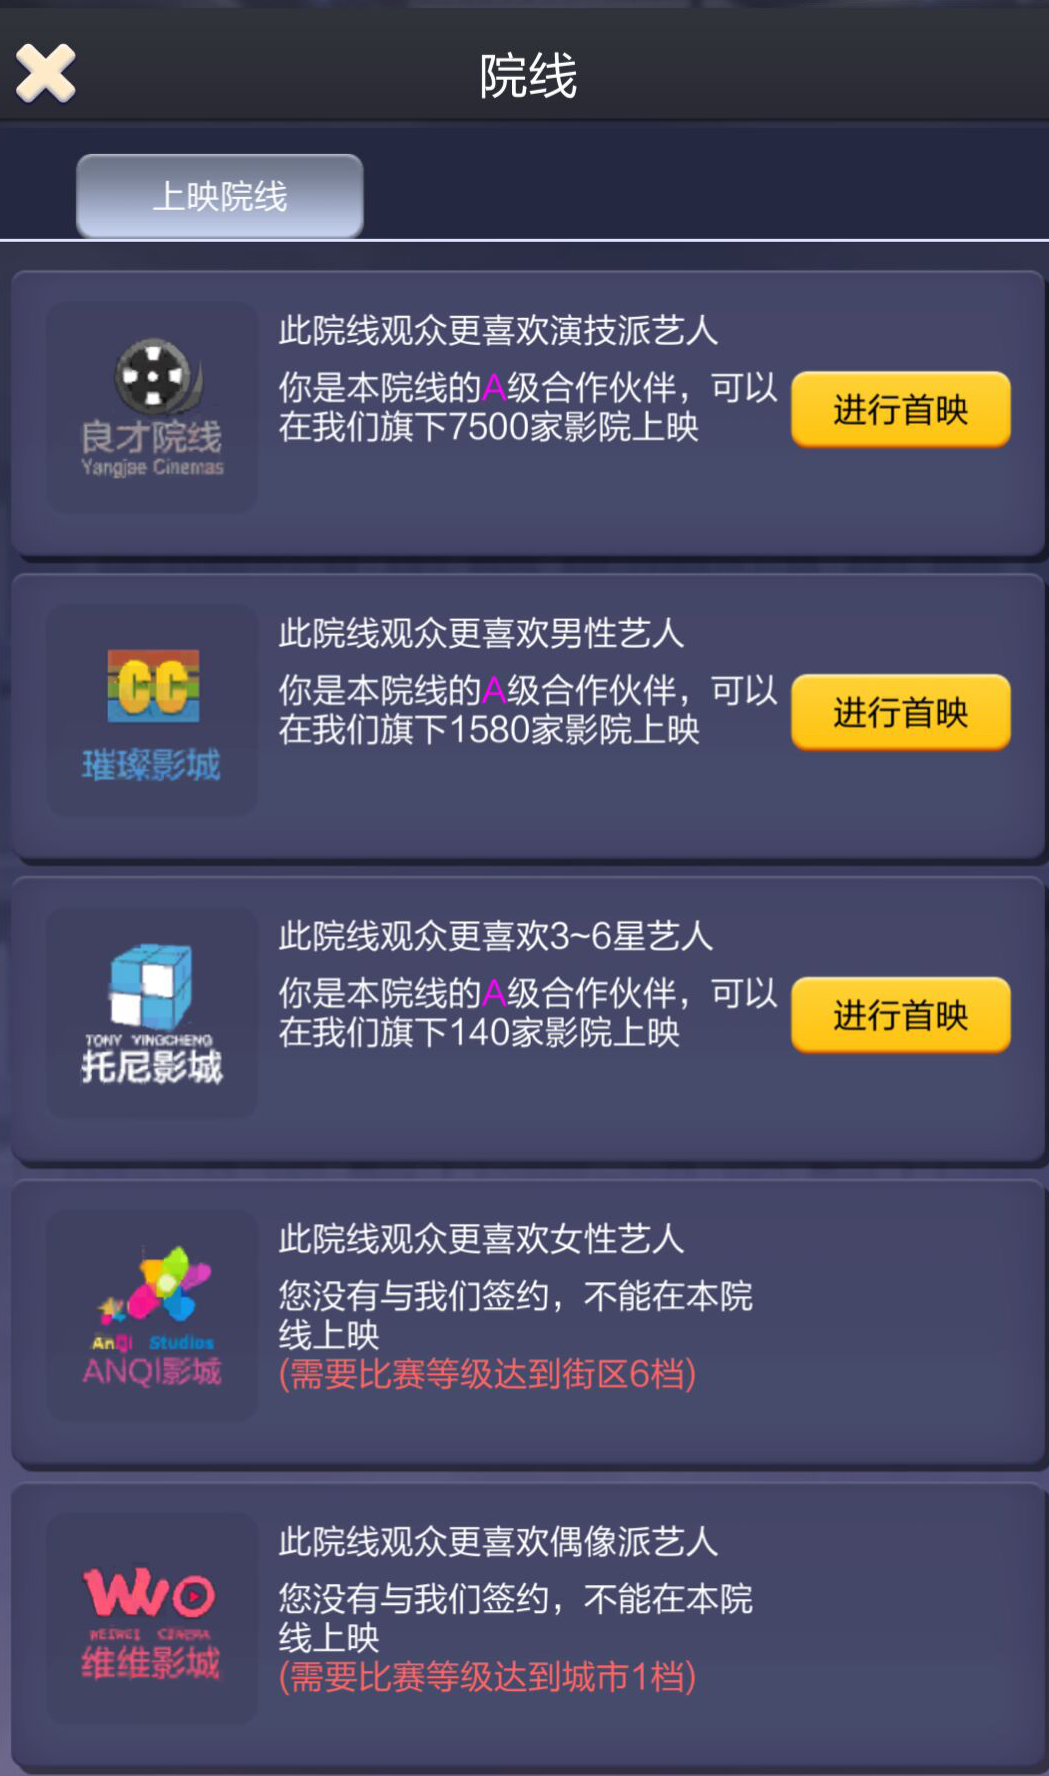 院线
上映院线
此院线观众更喜欢演技派艺人
你是本院线的A级合作伙伴，可以
在我们旗下7500家影院上映
进行首映
良才院线
Yangjae Cinemas
此院线观众更喜欢男性艺人
你是本院线的A级合作伙伴，可以
在我们旗下1580家影院上映
进行首映
CC
璀璨影城
此院线观众更喜欢3~6星艺人
你是本院线的A级合作伙伴，可以
在我们旗下140家影院上映
进行首映
TONY YINGCHENG
托尼影城
此院线观众更喜欢女性艺人
您没有与我们签约，不能在本院
线上映
(需要比赛等级达到街区6档)
AnQi Studios
ANQI影城
此院线观众更喜欢偶像派艺人
您没有与我们签约，不能在本院
线上映
(需要比赛等级达到城市1档)
WEIWEI CINEMA
维维影城